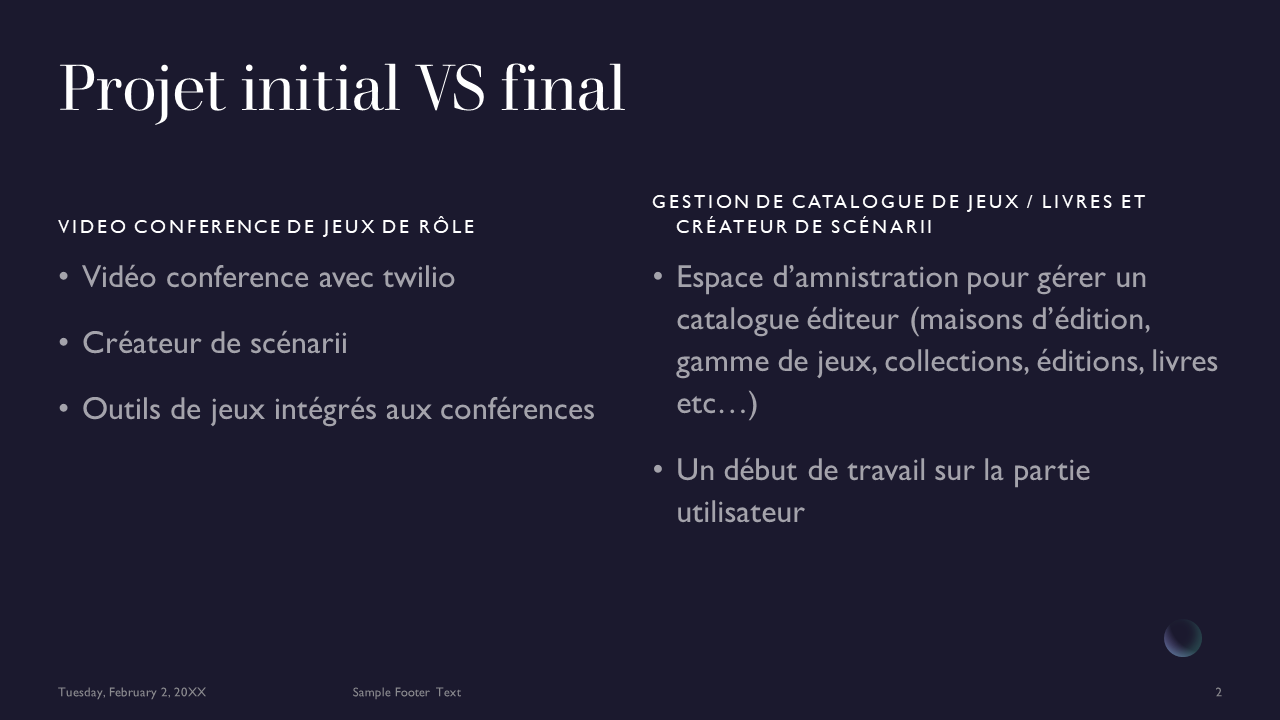 Projet initial VS final
VIDEO CONFERENCE DE JEUX DE RÔLE
• Vidéo conference avec twilio
• Créateur de scénarii
• Outils de jeux intégrés aux conférences
GESTION DE CATALOGUE DE JEUX / LIVRES ET
CRÉATEUR DE SCÉNARII
• Espace d’amnistration pour gérer un
catalogue éditeur (maisons d’édition,
gamme de jeux, collections, éditions, livres
etc…)
• Un début de travail sur la partie
utilisateur
Tuesday, February 2, 20XX
Sample Footer Text
2